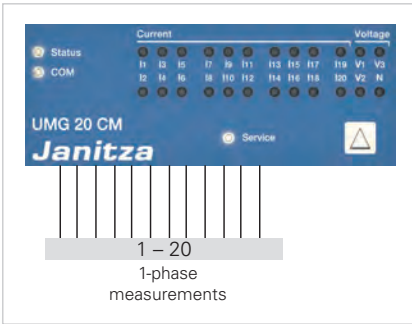 Current Voltage
Status
COM
I1 I3 I5 I7 I9 I11 I13 I15 I17 I19 V1 V3
I2 I4 I6 I8 I10 I12 I14 I16 I18 I20 V2 N
UMG 20 CM
Service
Janitza
1 – 20
1-phase
measurements